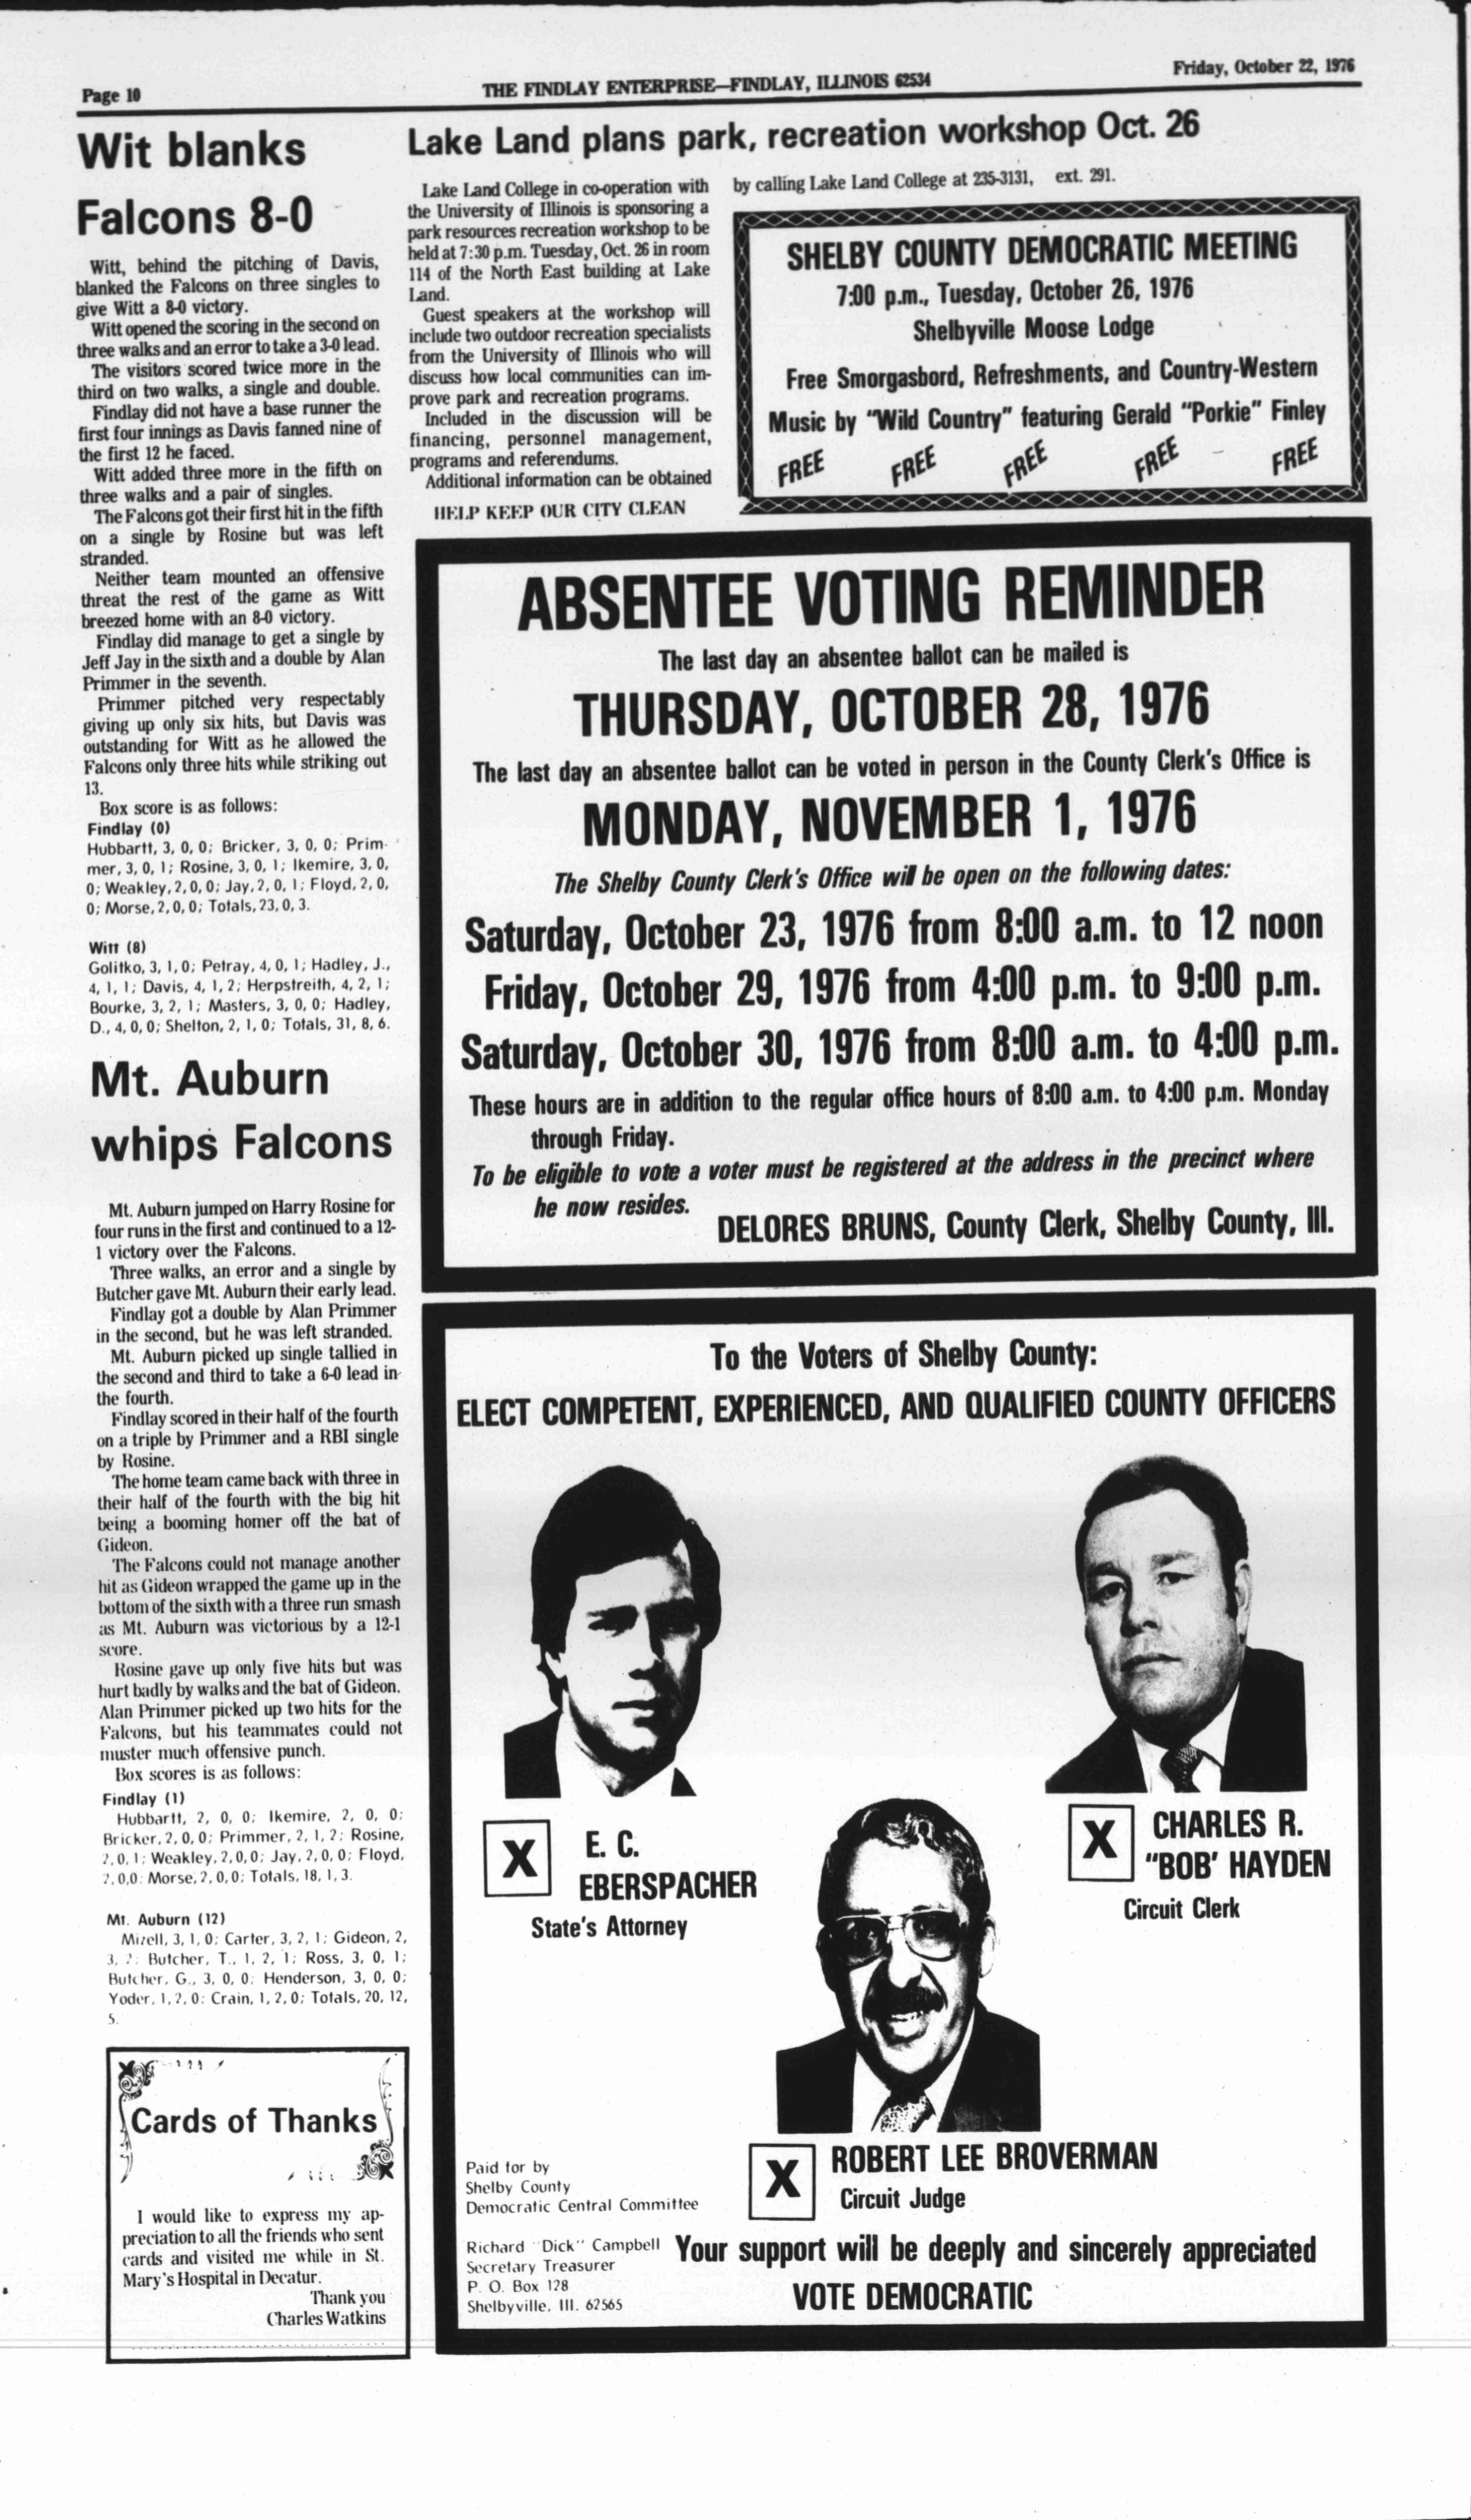 Page 10
THE FINDLAY ENTERPRISE—FINDLAY, ILLINOIS 62534
Friday, October 22, 1976
Wit blanks
Falcons 8-0
Witt, behind the pitching of Davis,
blanked the Falcons on three singles to
give Witt a 8-0 victory.
Witt opened the scoring in the second on
three walks and an error to take a 3-0 lead.
The visitors scored twice more in the
third on two walks, a single and double.
Findlay did not have a base runner the
first four innings as Davis fanned nine of
the first 12 he faced.
Witt added three more in the fifth on
three walks and a pair of singles.
The Falcons got their first hit in the fifth
on a single by Rosine but was left
stranded.
Neither team mounted an offensive
threat the rest of the game as Witt
breezed home with an 8-0 victory.
Findlay did manage to get a single by
Jeff Jay in the sixth and a double by Alan
Primmer in the seventh.
Primmer pitched very respectably
giving up only six hits, but Davis was
outstanding for Witt as he allowed the
Falcons only three hits while striking out
13.
Box score is as follows:
Findlay (0)
Hubbartt, 3, 0, 0; Bricker, 3, 0, 0; Prim-
mer, 3, 0, 1; Rosine, 3, 0, 1; Ikemire, 3, 0,
0; Weakley, 2, 0, 0; Jay, 2, 0, 1; Floyd, 2, 0,
0; Morse, 2, 0, 0; Totals, 23, 0, 3.
Witt (8)
Golitko, 3, 1, 0; Petray, 4, 0, 1; Hadley, J.,
4, 1, 1; Davis, 4, 1, 2; Herpstreith, 4, 2, 1;
Bourke, 3, 2, 1; Masters, 3, 0, 0; Hadley,
D., 4, 0, 0; Shelton, 2, 1, 0; Totals, 31, 8, 6.
Mt. Auburn
whips Falcons
Mt. Auburn jumped on Harry Rosine for
four runs in the first and continued to a 12-
1 victory over the Falcons.
Three walks, an error and a single by
Butcher gave Mt. Auburn their early lead.
Findlay got a double by Alan Primmer
in the second, but he was left stranded.
Mt. Auburn picked up single tallied in
the second and third to take a 6-0 lead in
the fourth.
Findlay scored in their half of the fourth
on a triple by Primmer and a RBI single
by Rosine.
The home team came back with three in
their half of the fourth with the big hit
being a booming homer off the bat of
Gideon.
The Falcons could not manage another
hit as Gideon wrapped the game up in the
bottom of the sixth with a three run smash
as Mt. Auburn was victorious by a 12-1
score.
Rosine gave up only five hits but was
hurt badly by walks and the bat of Gideon.
Alan Primmer picked up two hits for the
Falcons, but his teammates could not
muster much offensive punch.
Box scores is as follows:
Findlay (1)
Hubbartt, 2, 0, 0; Ikemire, 2, 0, 0;
Bricker, 2, 0, 0; Primmer, 2, 1, 2; Rosine,
2, 0, 1; Weakley, 2, 0, 0; Jay, 2, 0, 0; Floyd,
2, 0,0; Morse, 2, 0, 0; Totals, 18, 1, 3.
Mt. Auburn (12)
Mizell, 3, 1, 0; Carter, 3, 2, 1; Gideon, 2,
3, 2; Butcher, T., 1, 2, 1; Ross, 3, 0, 1;
Butcher, G., 3, 0, 0; Henderson, 3, 0, 0;
Yoder, 1, 2, 0; Crain, 1, 2, 0; Totals, 20, 12,
5.
Cards of Thanks
I would like to express my ap-
preciation to all the friends who sent
cards and visited me while in St.
Mary's Hospital in Decatur.
Thank you
Charles Watkins
Lake Land plans park, recreation workshop Oct. 26
Lake Land College in co-operation with
the University of Illinois is sponsoring a
park resources recreation workshop to be
held at 7:30 p.m. Tuesday, Oct. 26 in room
114 of the North East building at Lake
Land.
Guest speakers at the workshop will
include two outdoor recreation specialists
from the University of Illinois who will
discuss how local communities can im-
prove park and recreation programs.
Included in the discussion will be
financing, personnel management,
programs and referendums.
Additional information can be obtained
by calling Lake Land College at 235-3131, ext. 291.
HELP KEEP OUR CITY CLEAN
SHELBY COUNTY DEMOCRATIC MEETING
7:00 p.m., Tuesday, October 26, 1976
Shelbyville Moose Lodge
Free Smorgasbord, Refreshments, and Country-Western
Music by "Wild Country" featuring Gerald "Porkie" Finley
FREE FREE FREE FREE FREE
ABSENTEE VOTING REMINDER
The last day an absentee ballot can be mailed is
THURSDAY, OCTOBER 28, 1976
The last day an absentee ballot can be voted in person in the County Clerk's Office is
MONDAY, NOVEMBER 1, 1976
The Shelby County Clerk's Office will be open on the following dates:
Saturday, October 23, 1976 from 8:00 a.m. to 12 noon
Friday, October 29, 1976 from 4:00 p.m. to 9:00 p.m.
Saturday, October 30, 1976 from 8:00 a.m. to 4:00 p.m.
These hours are in addition to the regular office hours of 8:00 a.m. to 4:00 p.m. Monday
through Friday.
To be eligible to vote a voter must be registered at the address in the precinct where
he now resides.
DELORES BRUNS, County Clerk, Shelby County, Ill.
To the Voters of Shelby County:
ELECT COMPETENT, EXPERIENCED, AND QUALIFIED COUNTY OFFICERS
X
E. C.
EBERSPACHER
State's Attorney
X
CHARLES R.
"BOB' HAYDEN
Circuit Clerk
X
ROBERT LEE BROVERMAN
Circuit Judge
Paid for by
Shelby County
Democratic Central Committee
Richard "Dick" Campbell
Secretary Treasurer
P. O. Box 128
Shelbyville, Ill. 62565
Your support will be deeply and sincerely appreciated
VOTE DEMOCRATIC